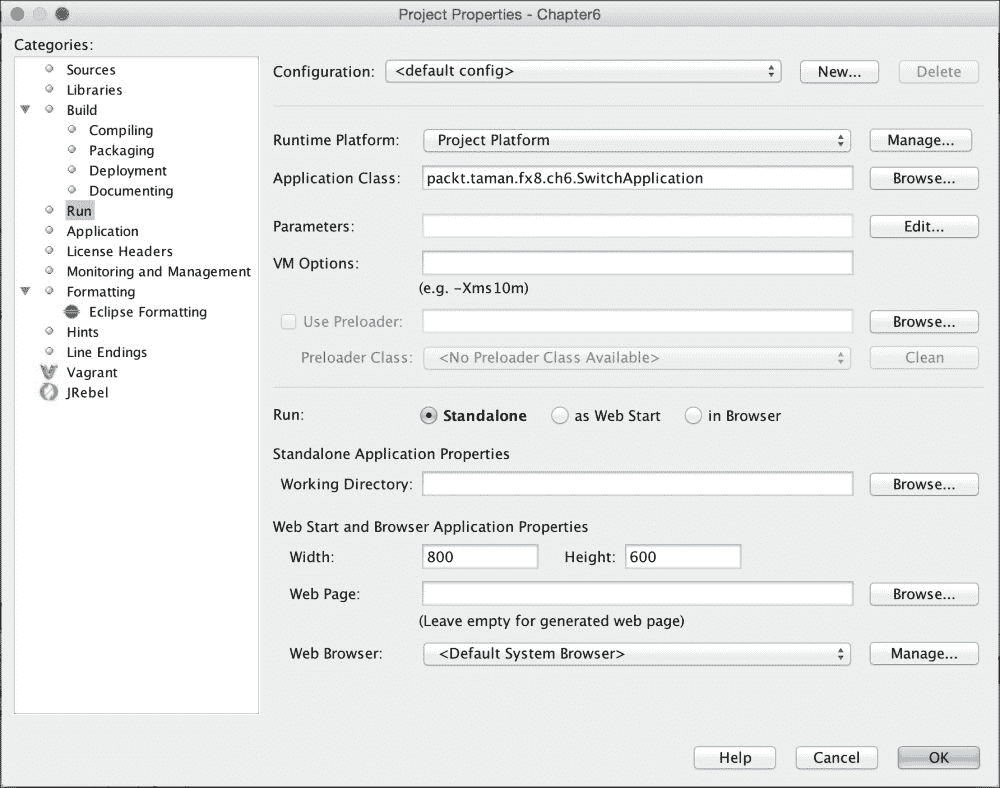 Project Properties - Chapter6
Categories:
Sources
Libraries
Build
Compiling
Packaging
Deployment
Documenting
Run
Application
License Headers
Monitoring and Management
Formatting
Eclipse Formatting
Hints
Line Endings
Vagrant
JRebel
Configuration: <default config> New... Delete
Runtime Platform: Project Platform Manage...
Application Class: packt.taman.fx8.ch6.SwitchApplication Browse...
Parameters: Edit...
VM Options:
(e.g. -Xms10m)
Use Preloader: Browse...
Preloader Class: <No Preloader Class Available> Clean
Run: Standalone as Web Start in Browser
Standalone Application Properties
Working Directory: Browse...
Web Start and Browser Application Properties
Width: 800 Height: 600
Web Page: Browse...
(Leave empty for generated web page)
Web Browser: <Default System Browser> Manage...
Help Cancel OK